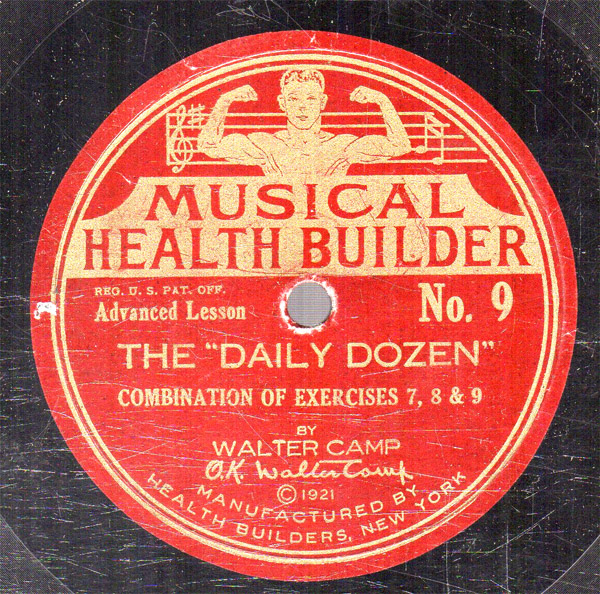 MUSICAL
HEALTH BUILDER
REG. U. S. PAT. OFF.
Advanced Lesson
No. 9
THE "DAILY DOZEN"
COMBINATION OF EXERCISES 7, 8 & 9
BY
WALTER CAMP
O.K. Walter Camp
© 1921
MANUFACTURED BY
HEALTH BUILDERS, NEW YORK